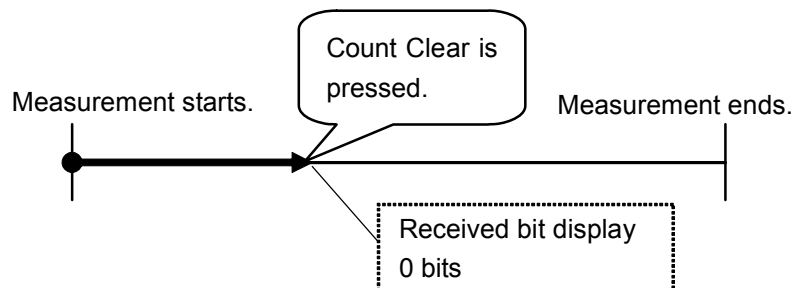 Count Clear is
pressed.
Measurement starts.
Measurement ends.
Received bit display
0 bits